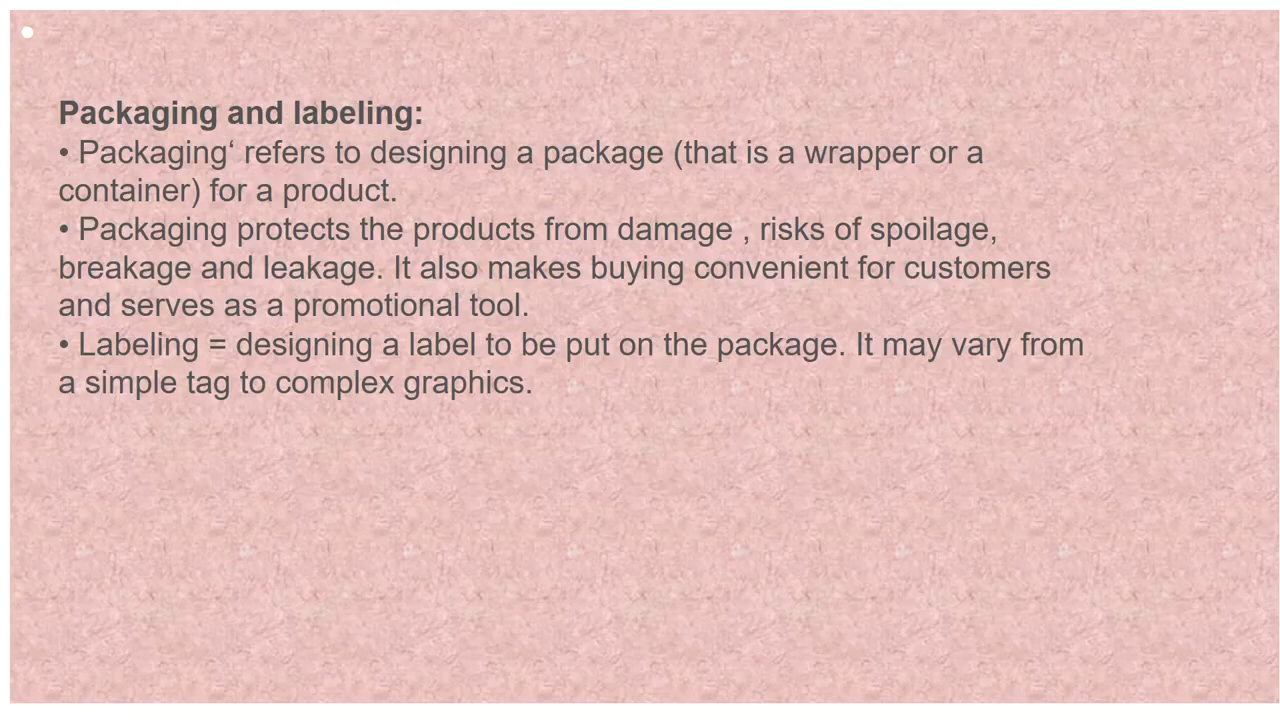 Packaging and labeling:
• Packaging‘ refers to designing a package (that is a wrapper or a
container) for a product.
• Packaging protects the products from damage , risks of spoilage,
breakage and leakage. It also makes buying convenient for customers
and serves as a promotional tool.
• Labeling = designing a label to be put on the package. It may vary from
a simple tag to complex graphics.